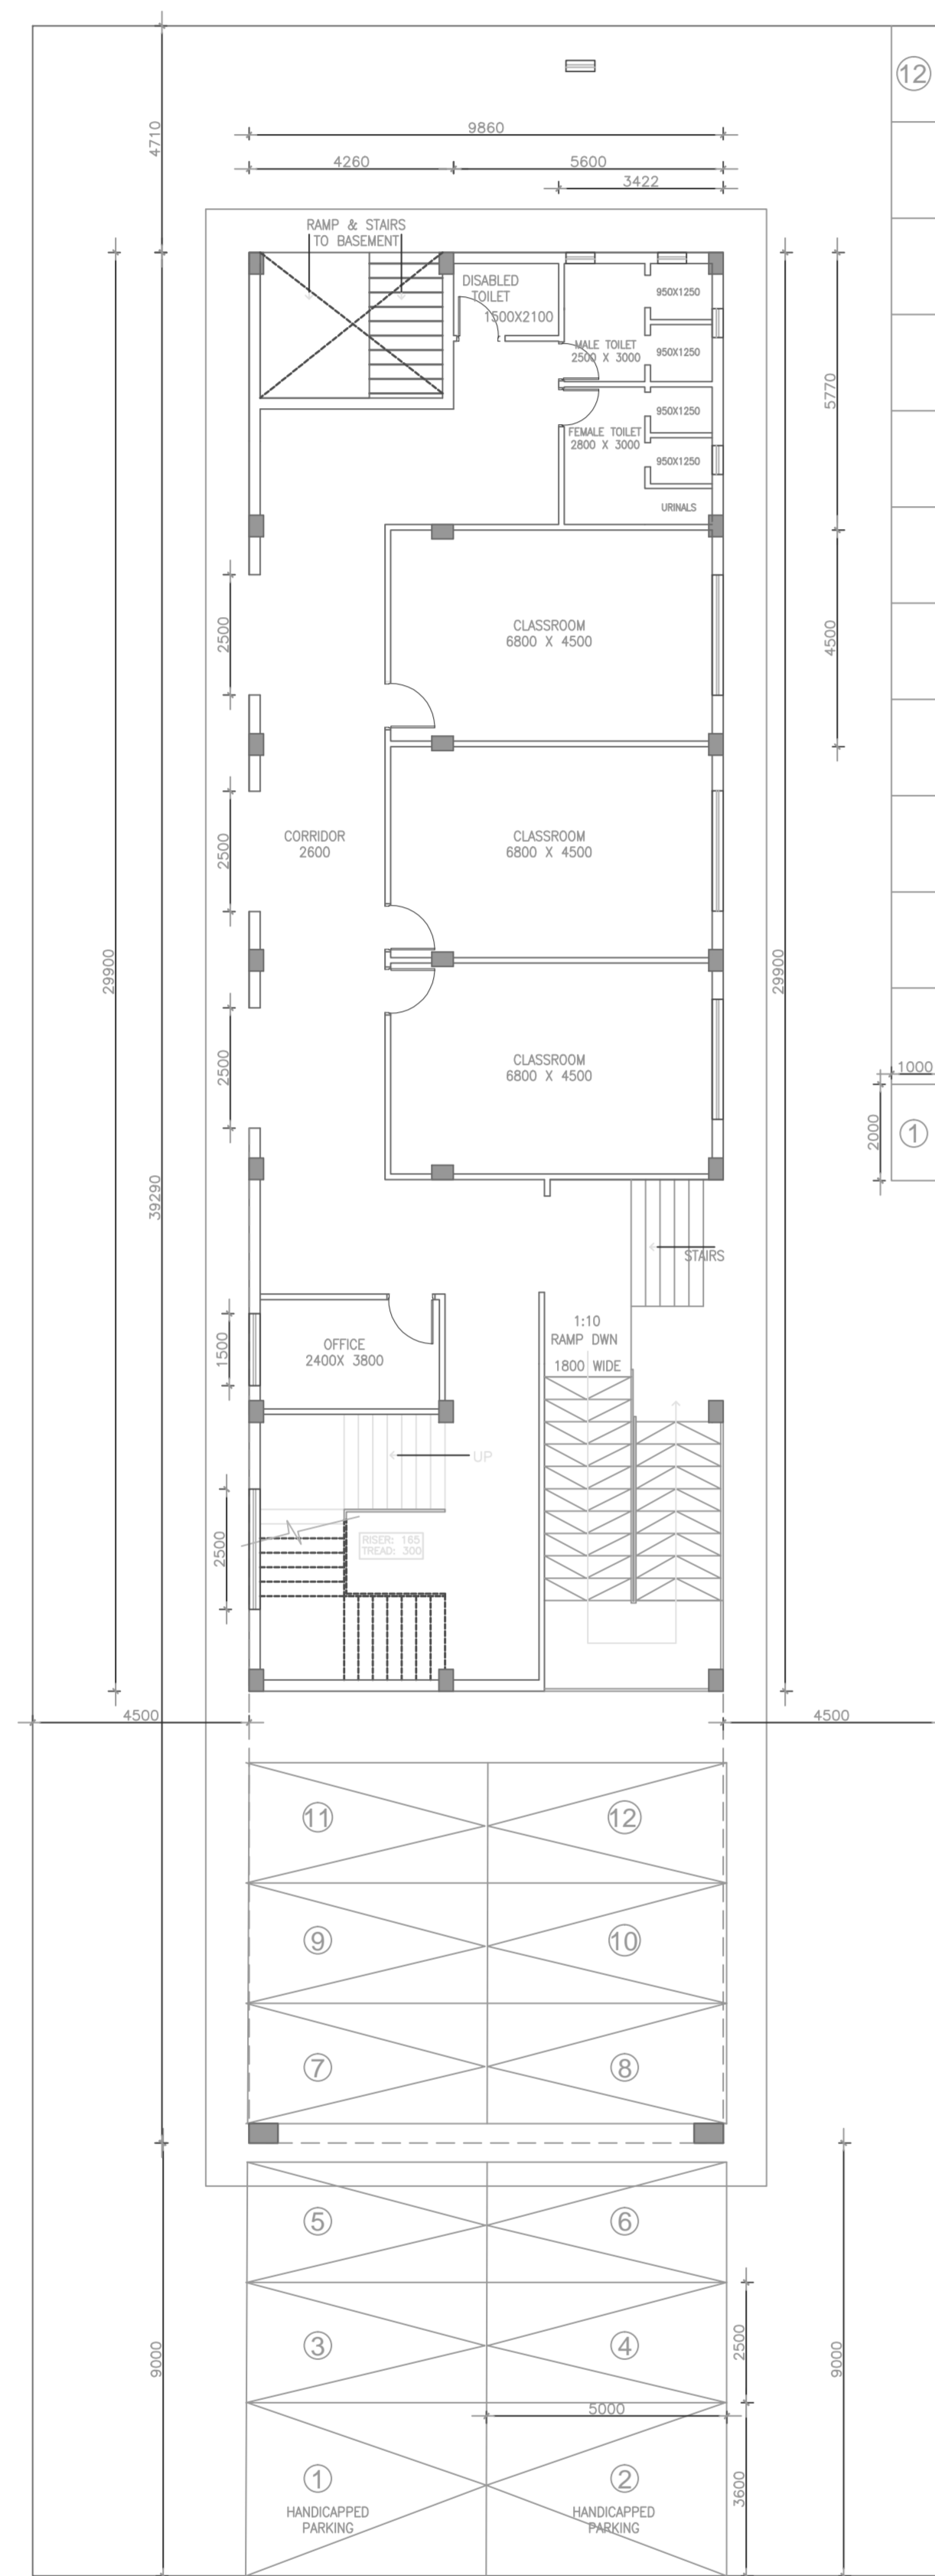 12
4710
9860
4260
5600
3422
RAMP & STAIRS
TO BASEMENT
DISABLED
TOILET
1500X2100
950X1250
MALE TOILET
2500 X 3000
950X1250
5770
950X1250
FEMALE TOILET
2800 X 3000
950X1250
URINALS
2500
CLASSROOM
6800 X 4500
4500
2500
CORRIDOR
2600
CLASSROOM
6800 X 4500
29900
29900
2500
CLASSROOM
6800 X 4500
1000
2000
1
39290
STAIRS
1500
OFFICE
2400X 3800
1:10
RAMP DWN
1800 WIDE
UP
2500
RISER: 165
TREAD: 300
4500
4500
11
12
9
10
7
8
5
6
9000
3
4
2500
9000
5000
1
HANDICAPPED
PARKING
2
HANDICAPPED
PARKING
3600